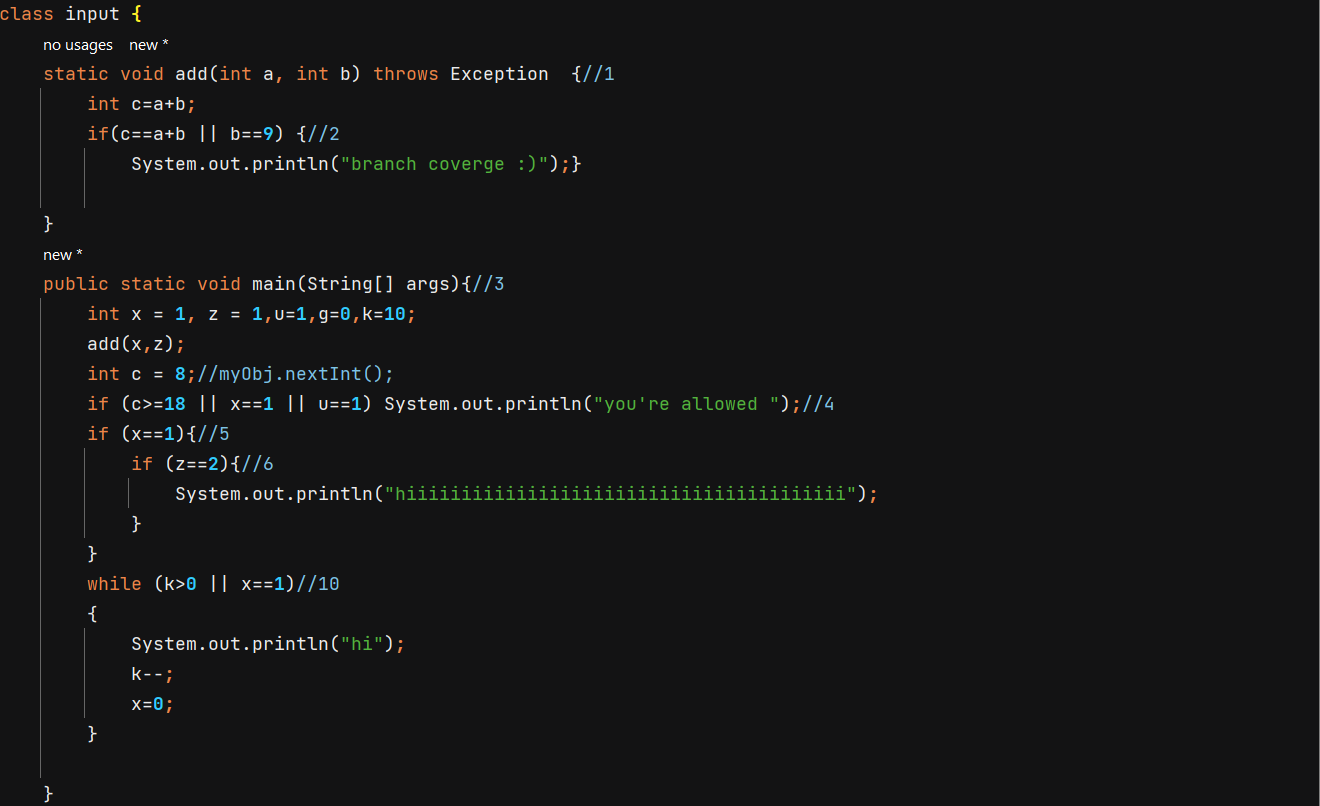 class input {
no usages new *
static void add(int a, int b) throws Exception {//1
int c=a+b;
if(c==a+b || b==9) {//2
System.out.println("branch coverge :)");}
}
new *
public static void main(String[] args){//3
int x = 1, z = 1,u=1,g=0,k=10;
add(x,z);
int c = 8;//myObj.nextInt();
if (c>=18 || x==1 || u==1) System.out.println("you're allowed ");//4
if (x==1){//5
if (z==2){//6
System.out.println("hiiiiiiiiiiiiiiiiiiiiiiiiiiiiiiiiiiiiiiii");
}
}
while (k>0 || x==1)//10
{
System.out.println("hi");
k--;
x=0;
}
}